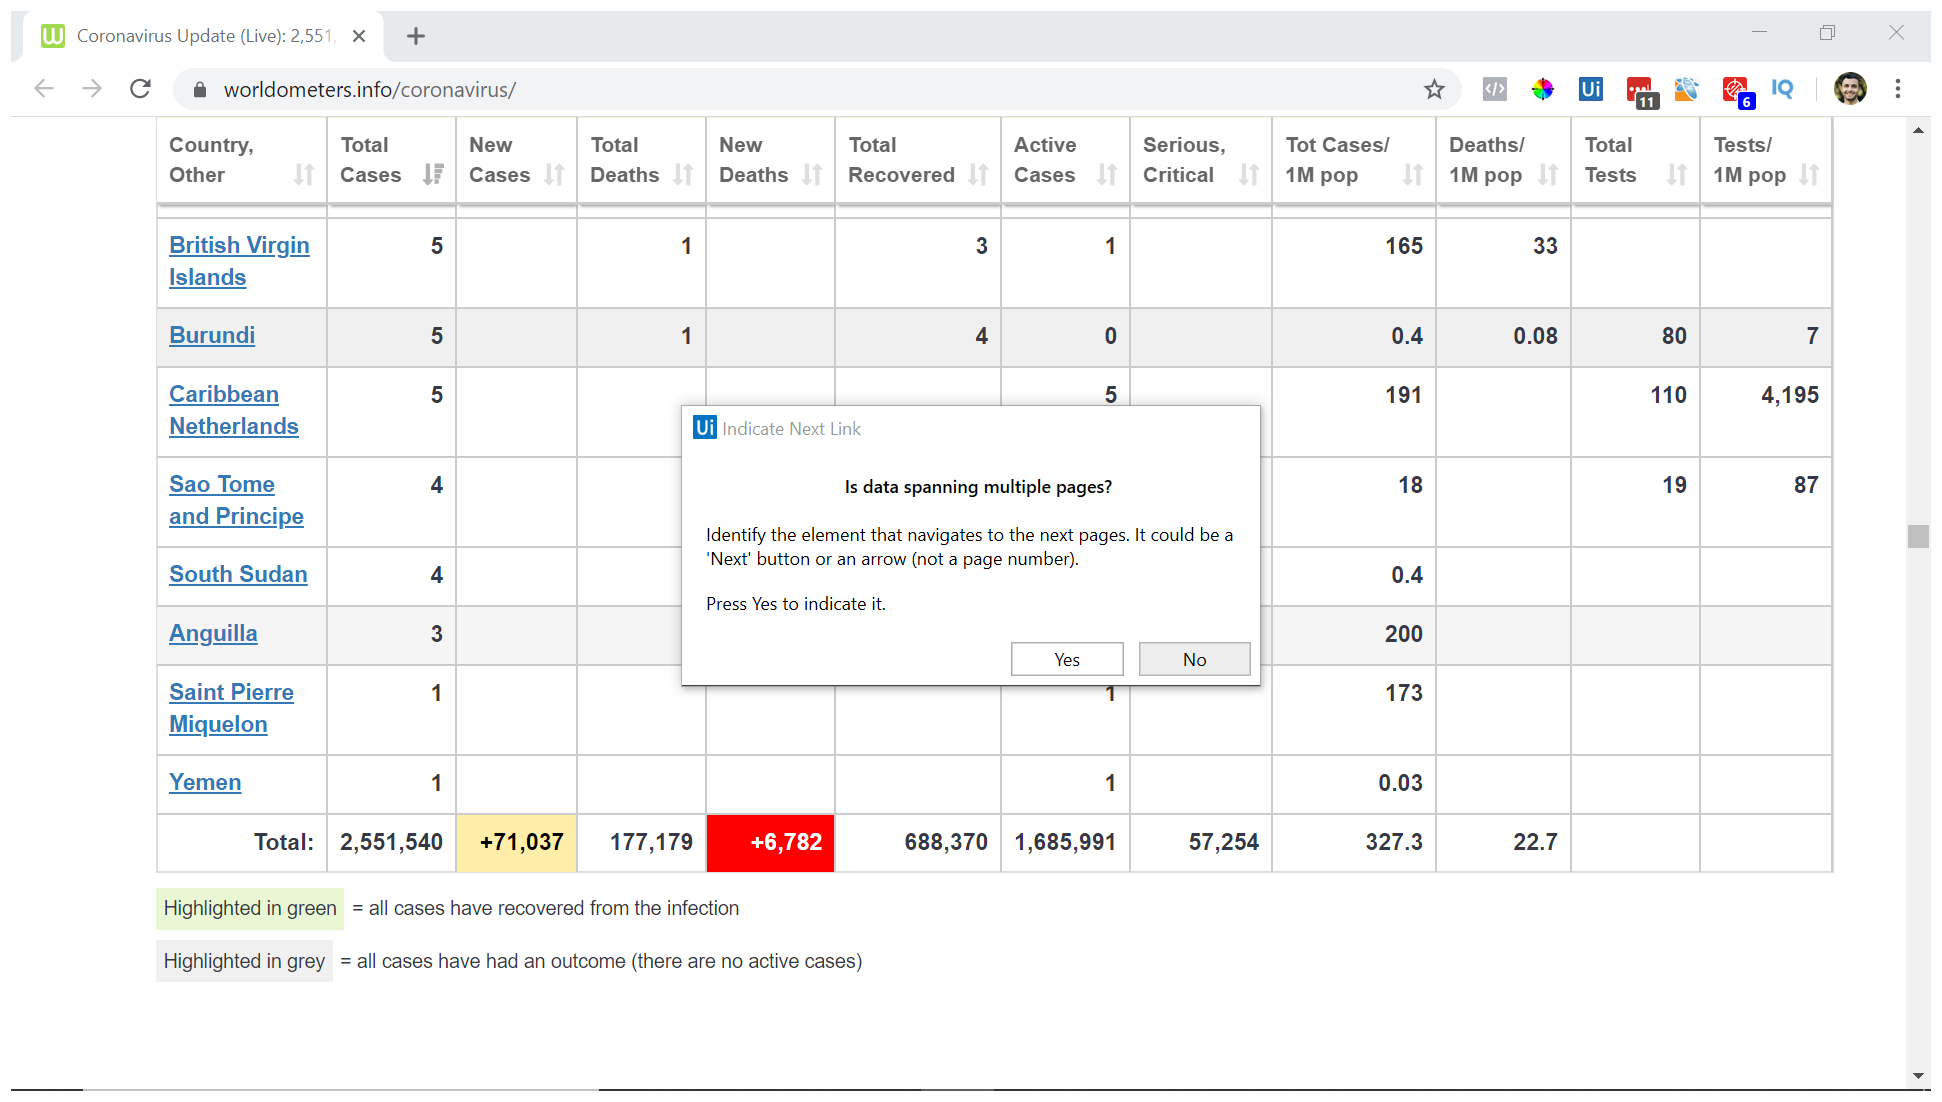 Coronavirus Update (Live): 2,551,
worldometers.info/coronavirus/
Ui
11
6
IQ
Country, Other Total Cases New Cases Total Deaths New Deaths Total Recovered Active Cases Serious, Critical Tot Cases/ 1M pop Deaths/ 1M pop Total Tests Tests/ 1M pop
British Virgin Islands 5 1 3 1 165 33
Burundi 5 1 4 0 0.4 0.08 80 7
Caribbean Netherlands 5 5 191 110 4,195
Sao Tome and Principe 4 18 19 87
South Sudan 4 0.4
Anguilla 3 200
Saint Pierre Miquelon 1 1 173
Yemen 1 1 0.03
Total: 2,551,540 +71,037 177,179 +6,782 688,370 1,685,991 57,254 327.3 22.7
Ui Indicate Next Link
Is data spanning multiple pages?
Identify the element that navigates to the next pages. It could be a
'Next' button or an arrow (not a page number).
Press Yes to indicate it.
Yes No
Highlighted in green = all cases have recovered from the infection
Highlighted in grey = all cases have had an outcome (there are no active cases)